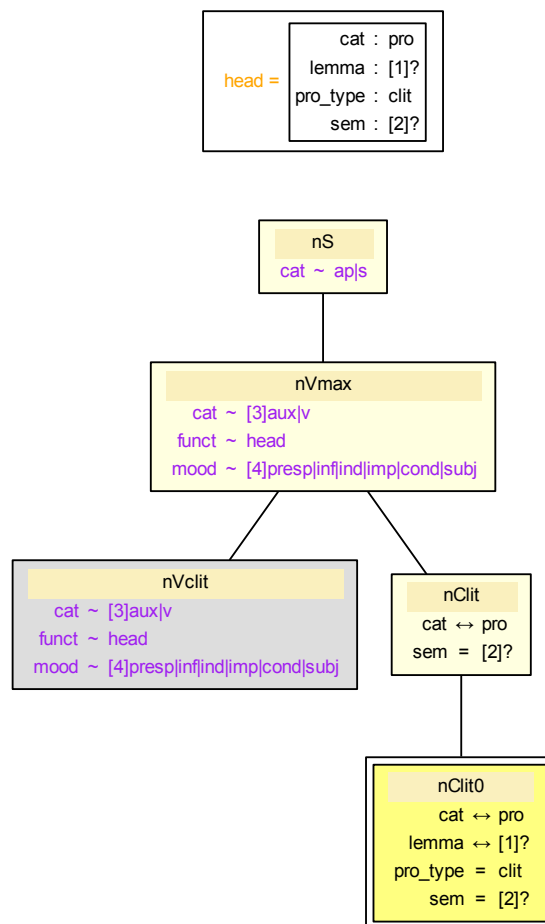 head =
cat : pro
lemma : [1]?
pro_type : clit
sem : [2]?
nS
cat ~ ap|s
nVmax
cat ~ [3]aux|v
funct ~ head
mood ~ [4]presp|inf|ind|imp|cond|subj
nVclit
cat ~ [3]aux|v
funct ~ head
mood ~ [4]presp|inf|ind|imp|cond|subj
nClit
cat ↔ pro
sem = [2]?
nClit0
cat ↔ pro
lemma ↔ [1]?
pro_type = clit
sem = [2]?